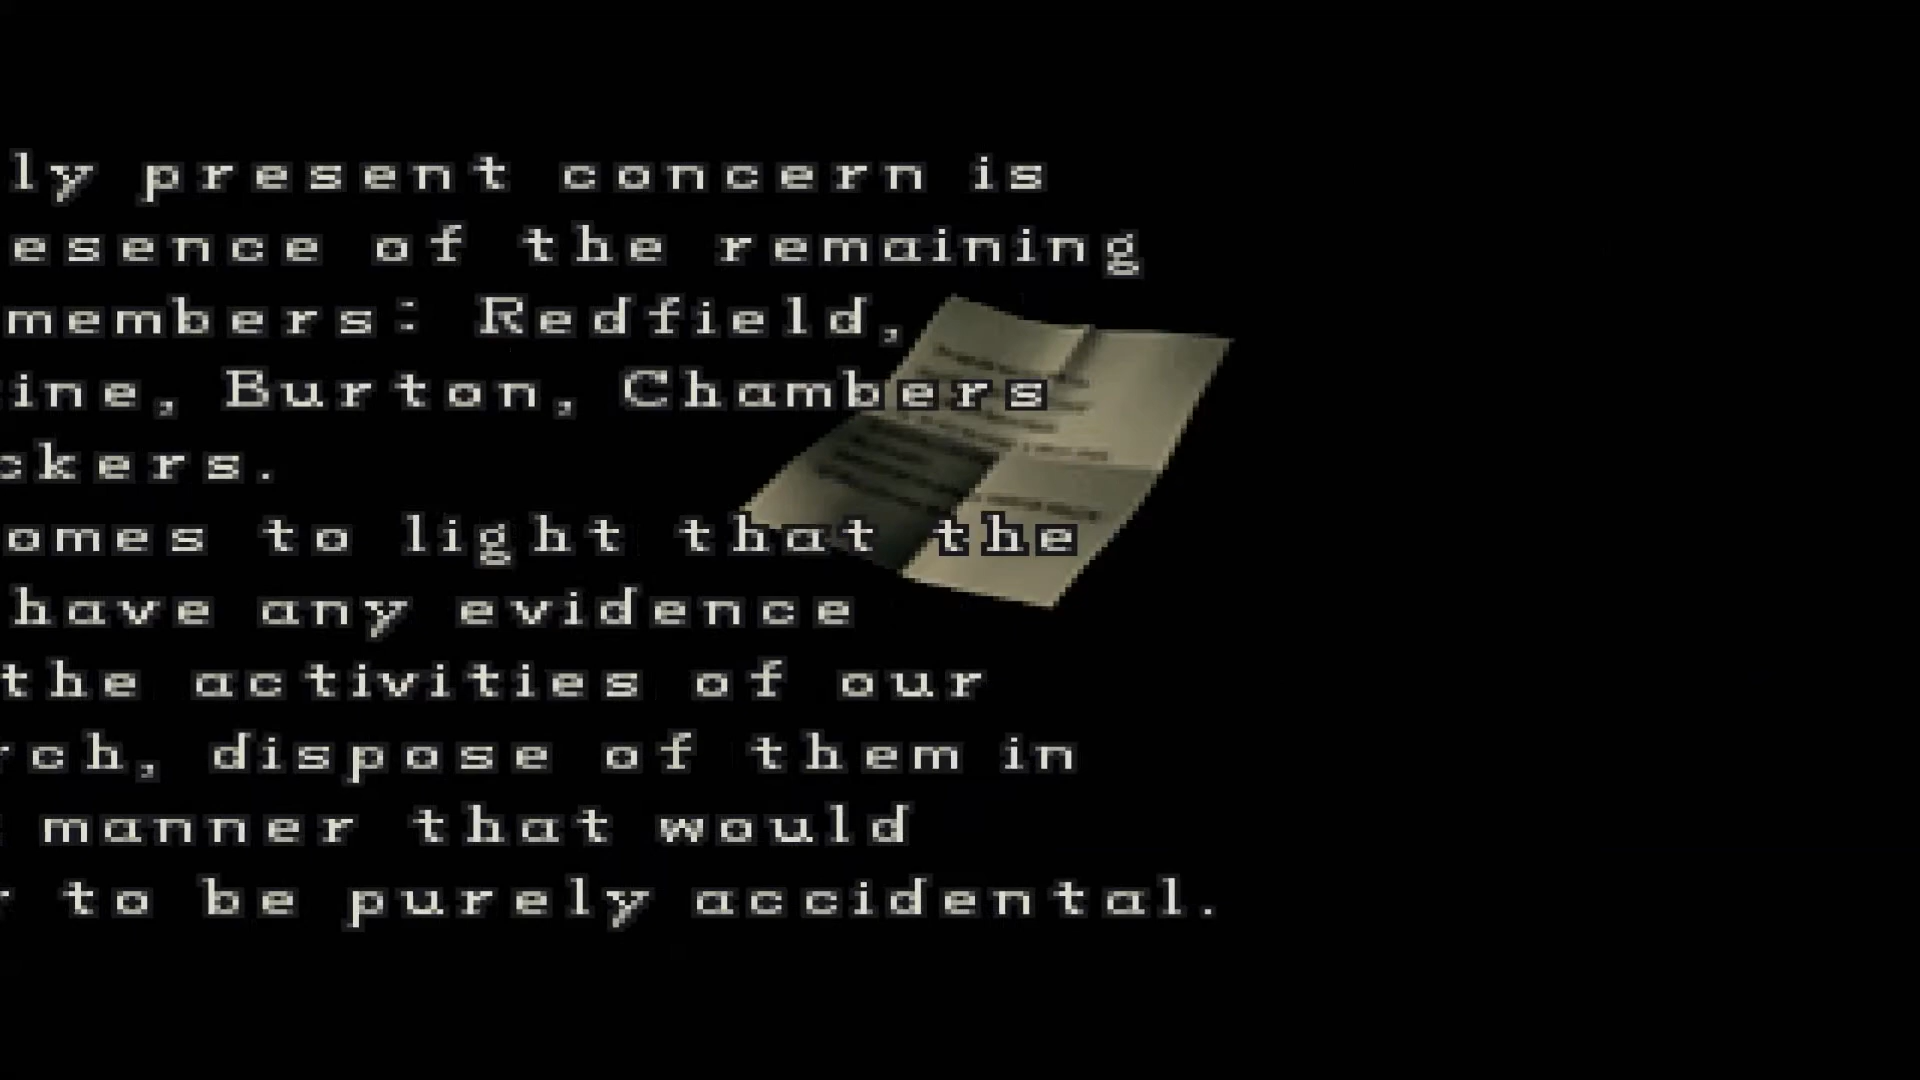 ly present concern is
esence of the remaining
members: Redfield,
ine, Burton, Chambers
ckers.
omes to light that the
have any evidence
the activities of our
rch, dispose of them in
manner that would
to be purely accidental.